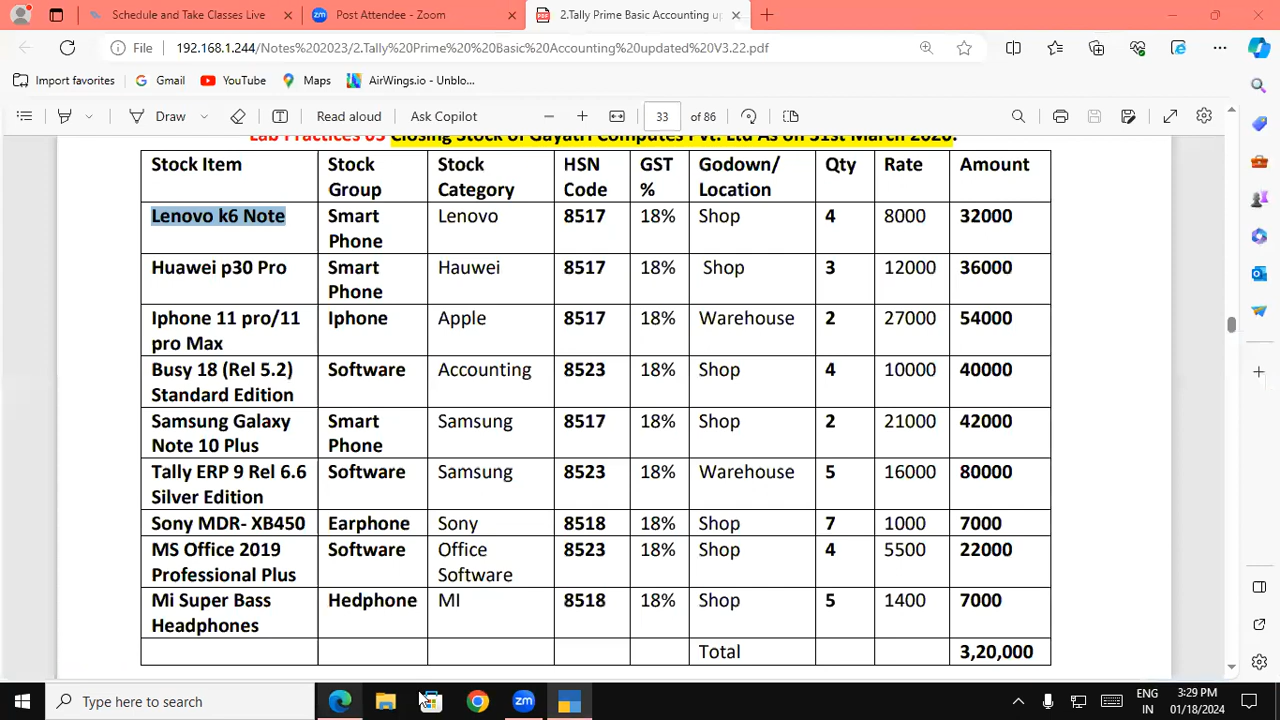 Schedule and Take Classes Live
Post Attendee - Zoom
2.Tally Prime Basic Accounting up
File 192.168.1.244/Notes%202023/2.Tally%20Prime%20%20Basic%20Accounting%20updated%20V3.22.pdf
Import favorites Gmail YouTube Maps AirWings.io - Unblo...
Draw Read aloud Ask Copilot 33 of 86
Lab Practices 05 Closing Stock of Gayatri Computes Pvt. Ltd As on 31st March 2020.
Stock Item Stock Stock HSN GST Godown/ Qty Rate Amount
Group Category Code % Location
Lenovo k6 Note Smart Lenovo 8517 18% Shop 4 8000 32000
Phone
Huawei p30 Pro Smart Hauwei 8517 18% Shop 3 12000 36000
Phone
Iphone 11 pro/11 Iphone Apple 8517 18% Warehouse 2 27000 54000
pro Max
Busy 18 (Rel 5.2) Software Accounting 8523 18% Shop 4 10000 40000
Standard Edition
Samsung Galaxy Smart Samsung 8517 18% Shop 2 21000 42000
Note 10 Plus Phone
Tally ERP 9 Rel 6.6 Software Samsung 8523 18% Warehouse 5 16000 80000
Silver Edition
Sony MDR- XB450 Earphone Sony 8518 18% Shop 7 1000 7000
MS Office 2019 Software Office 8523 18% Shop 4 5500 22000
Professional Plus Software
Mi Super Bass Hedphone MI 8518 18% Shop 5 1400 7000
Headphones
Total 3,20,000
Type here to search
ENG 3:29 PM
IN 01/18/2024